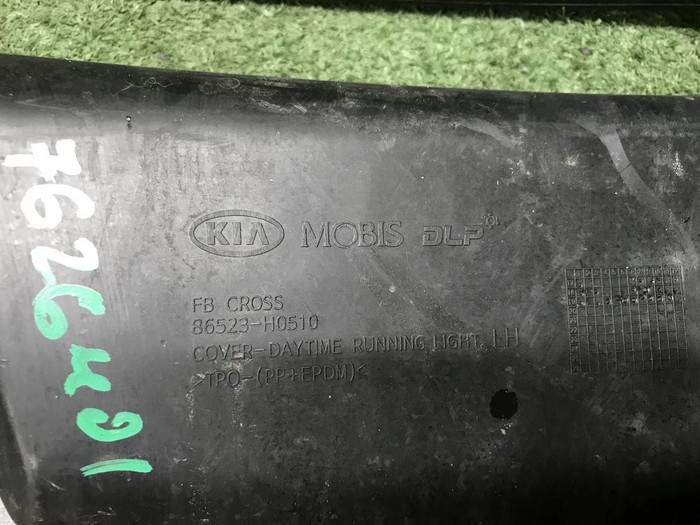 KIA MOBIS DLP
FB CROSS
86523-H0510
COVER-DAYTIME RUNNING LIGHT, LH
>TPO-(PP+EPDM)<